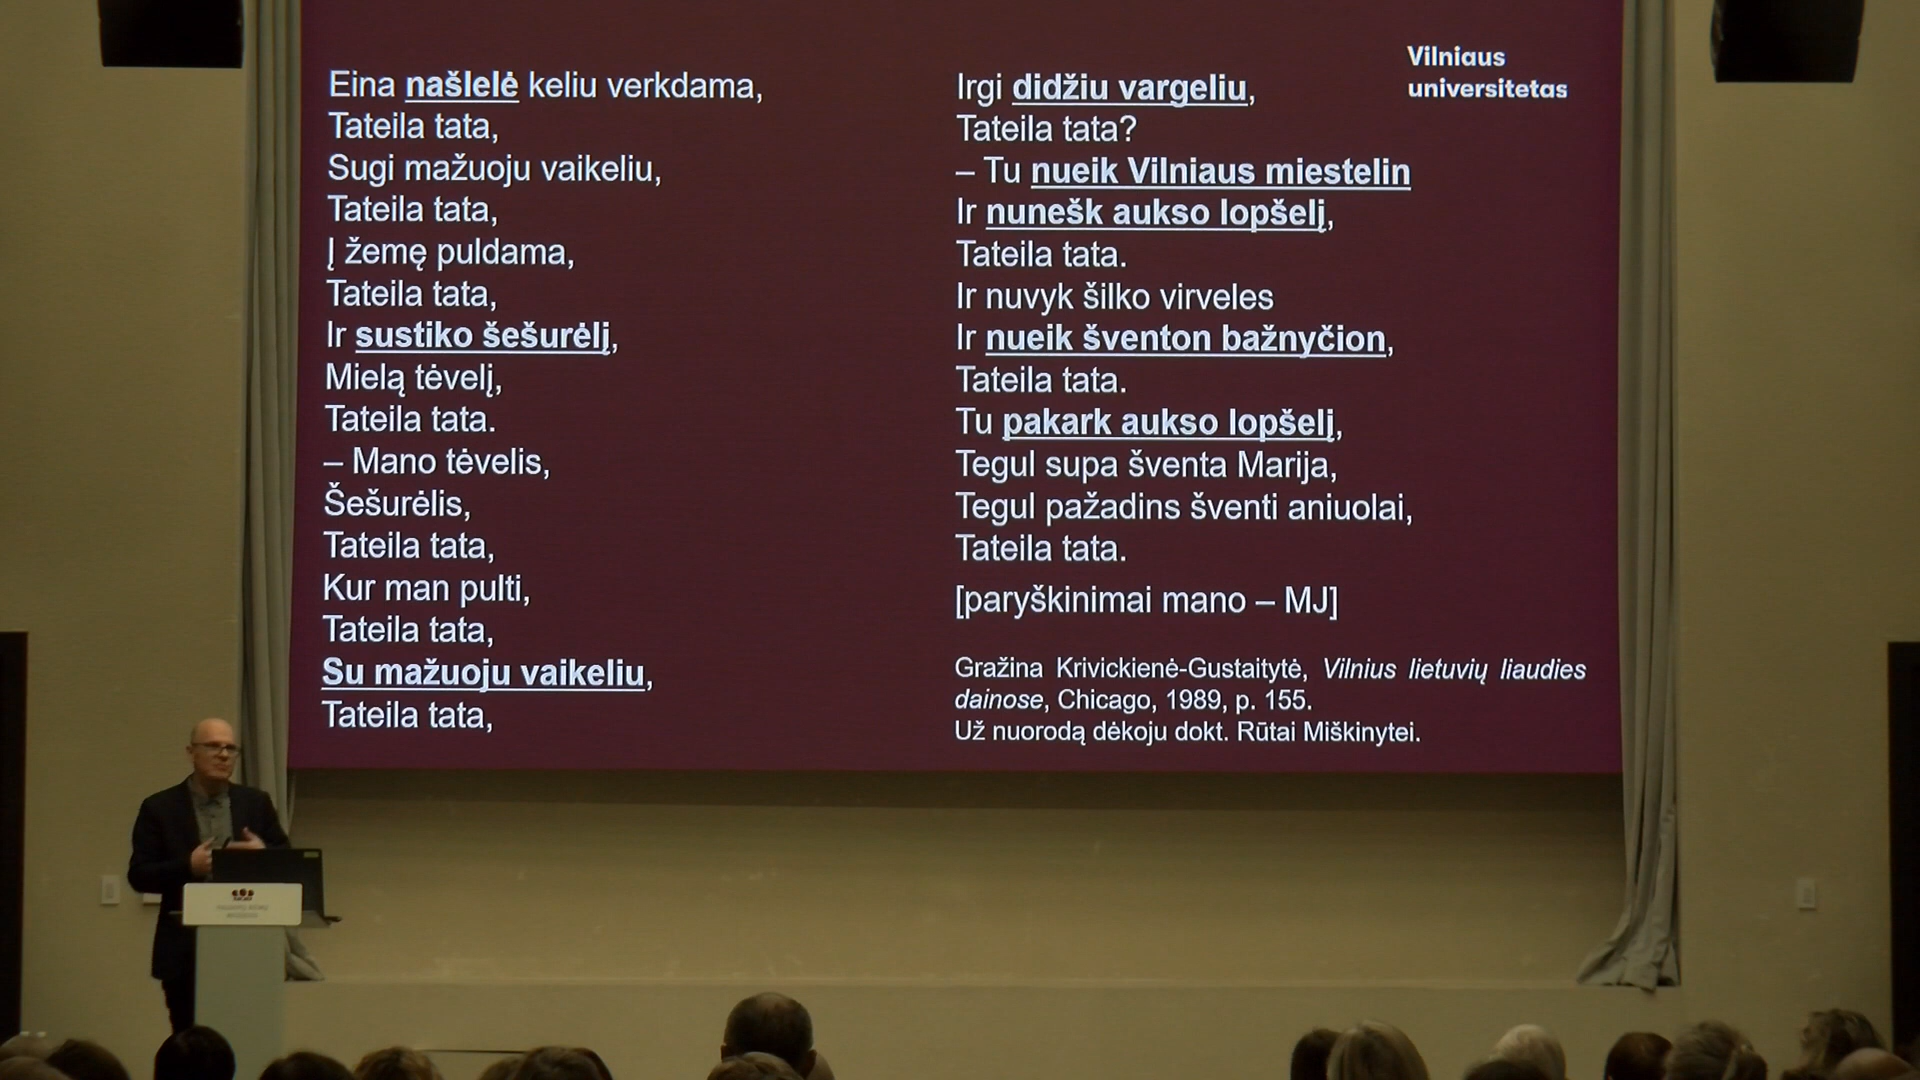 Eina našlelė keliu verkdama,
Tateila tata,
Sugi mažuoju vaikeliu,
Tateila tata,
Į žemę puldama,
Tateila tata,
Ir sustiko šešurėlį,
Mielą tėvelį,
Tateila tata.
– Mano tėvelis,
Šešurėlis,
Tateila tata,
Kur man pulti,
Tateila tata,
Su mažuoju vaikeliu,
Tateila tata,
Irgi didžiu vargeliu,
Tateila tata?
– Tu nueik Vilniaus miestelin
Ir nunešk aukso lopšelį,
Tateila tata.
Ir nuvyk šilko virveles
Ir nueik šventon bažnyčion,
Tateila tata.
Tu pakark aukso lopšelį,
Tegul supa šventa Marija,
Tegul pažadins šventi aniuolai,
Tateila tata.
[paryškinimai mano – MJ]
Gražina Krivickienė-Gustaitytė, Vilnius lietuvių liaudies
dainose, Chicago, 1989, p. 155.
Už nuorodą dėkoju dokt. Rūtai Miškinytei.
Vilniaus
universitetas